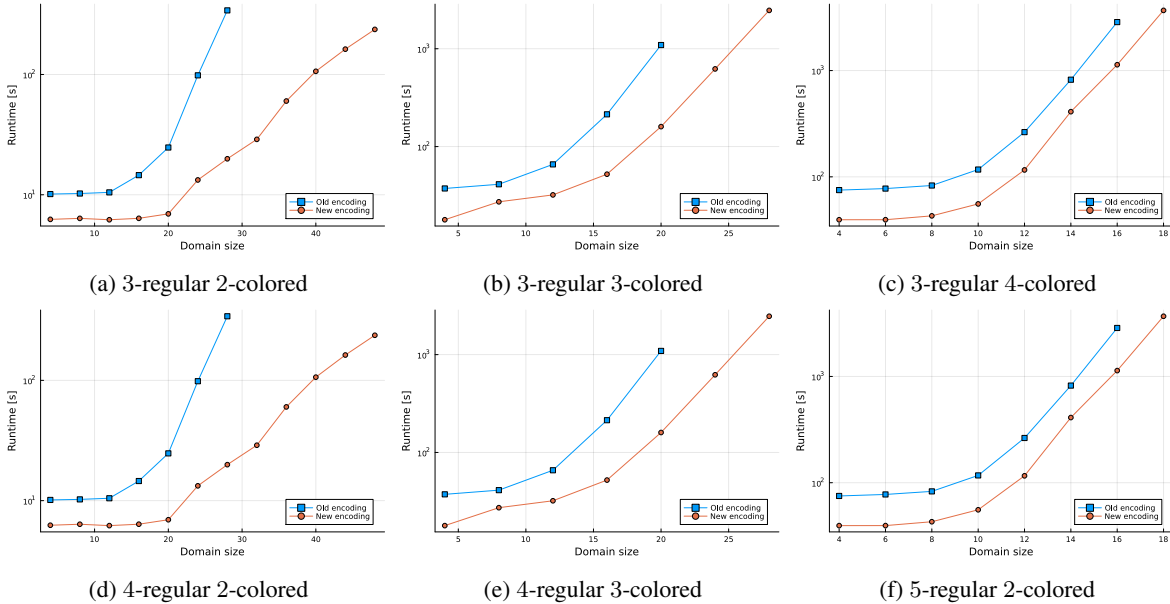 Runtime [s]
10²
10¹
10 20 30 40
Domain size
Old encoding
New encoding
(a) 3-regular 2-colored
Runtime [s]
10³
10²
5 10 15 20 25
Domain size
Old encoding
New encoding
(b) 3-regular 3-colored
Runtime [s]
10³
10²
4 6 8 10 12 14 16 18
Domain size
Old encoding
New encoding
(c) 3-regular 4-colored
Runtime [s]
10²
10¹
10 20 30 40
Domain size
Old encoding
New encoding
(d) 4-regular 2-colored
Runtime [s]
10³
10²
5 10 15 20 25
Domain size
Old encoding
New encoding
(e) 4-regular 3-colored
Runtime [s]
10³
10²
4 6 8 10 12 14 16 18
Domain size
Old encoding
New encoding
(f) 5-regular 2-colored